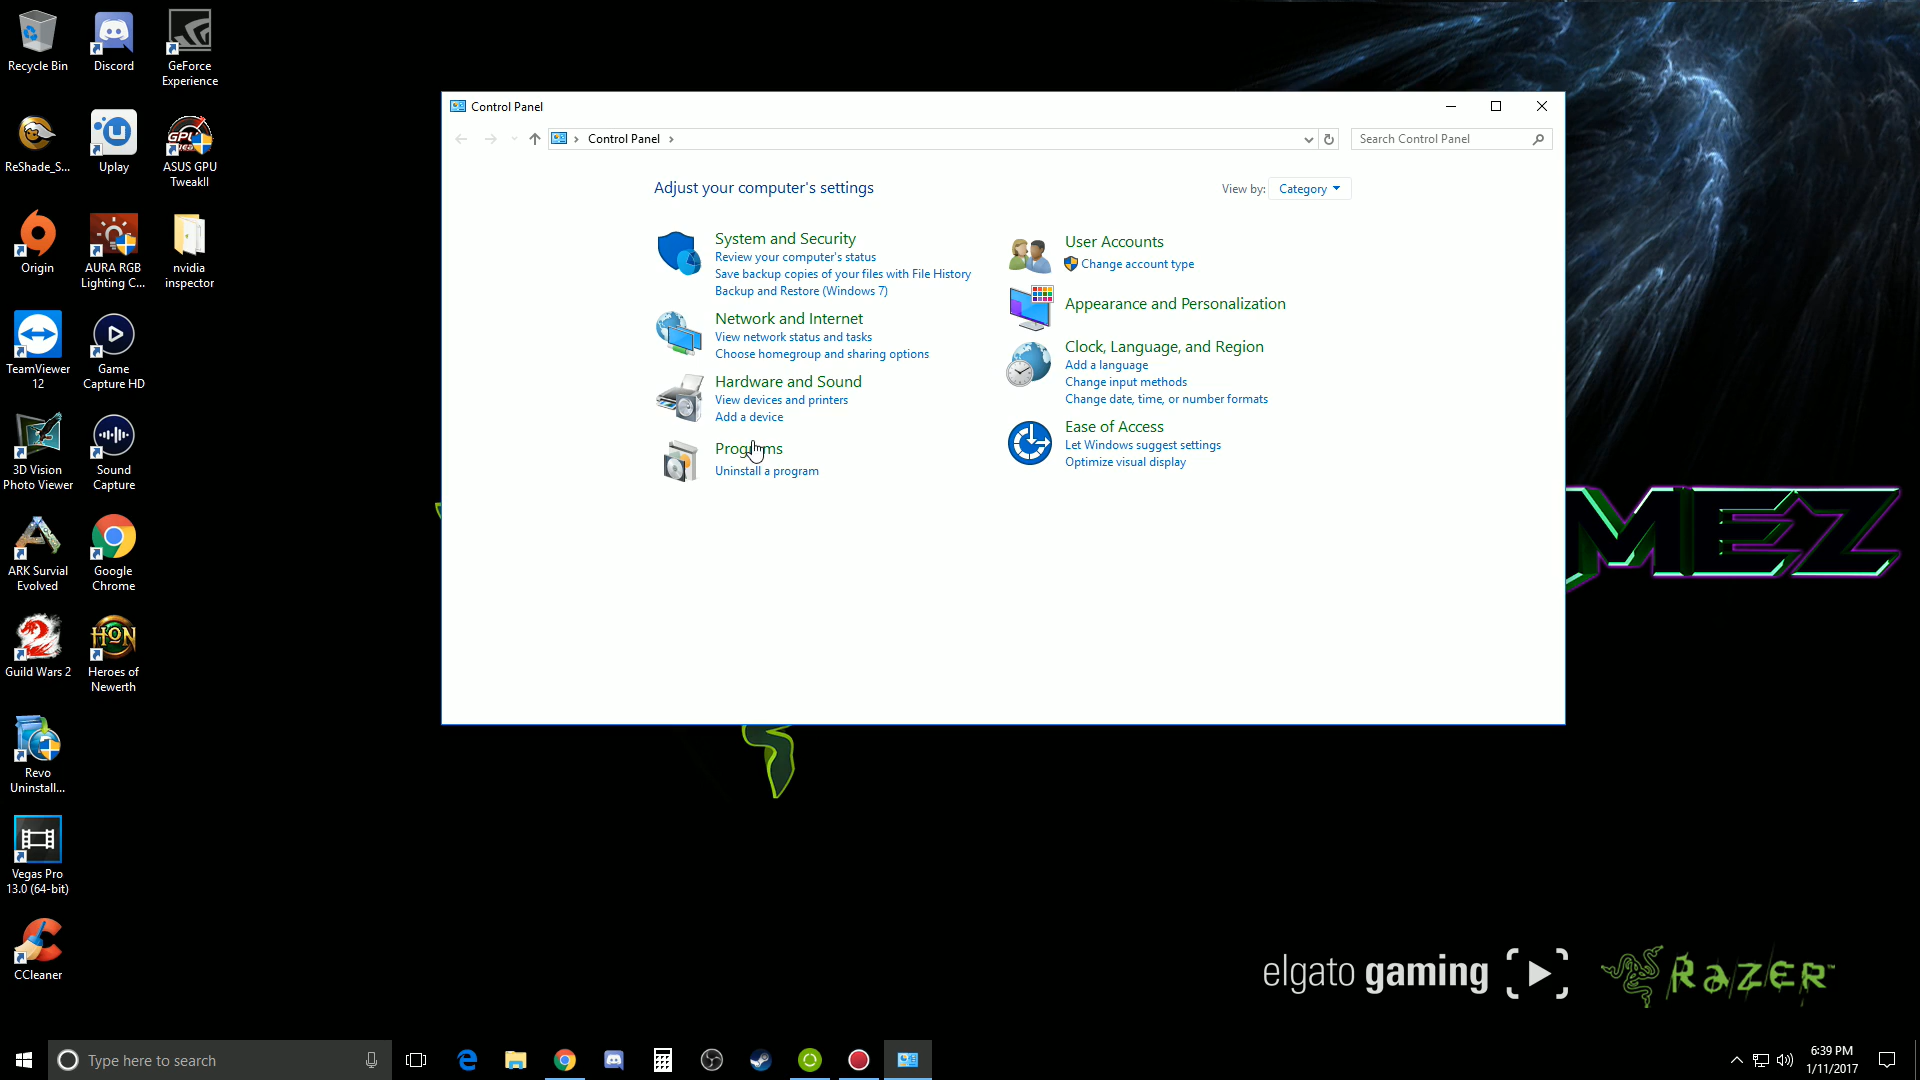 Recycle Bin
Discord
GeForce
Experience
ReShade_S...
Uplay
ASUS GPU
TweakII
Origin
AURA RGB
Lighting C...
nvidia
inspector
TeamViewer
12
Game
Capture HD
3D Vision
Photo Viewer
Sound
Capture
ARK Survial
Evolved
Google
Chrome
Guild Wars 2
HON
Heroes of
Newerth
Revo
Uninstall...
Vegas Pro
13.0 (64-bit)
CCleaner
Control Panel
Control Panel
Search Control Panel
Adjust your computer's settings
View by: Category
System and Security
Review your computer's status
Save backup copies of your files with File History
Backup and Restore (Windows 7)
Network and Internet
View network status and tasks
Choose homegroup and sharing options
Hardware and Sound
View devices and printers
Add a device
Programs
Uninstall a program
User Accounts
Change account type
Appearance and Personalization
Clock, Language, and Region
Add a language
Change input methods
Change date, time, or number formats
Ease of Access
Let Windows suggest settings
Optimize visual display
MEZ
elgato gaming
RAZER™
Type here to search
6:39 PM
1/11/2017